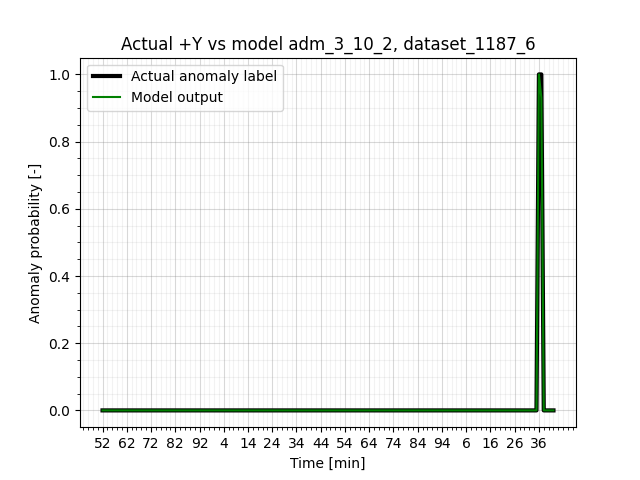 Actual +Y vs model adm_3_10_2, dataset_1187_6
Actual anomaly label
Model output
Anomaly probability [-]
1.0
0.8
0.6
0.4
0.2
0.0
52 62 72 82 92 4 14 24 34 44 54 64 74 84 94 6 16 26 36
Time [min]